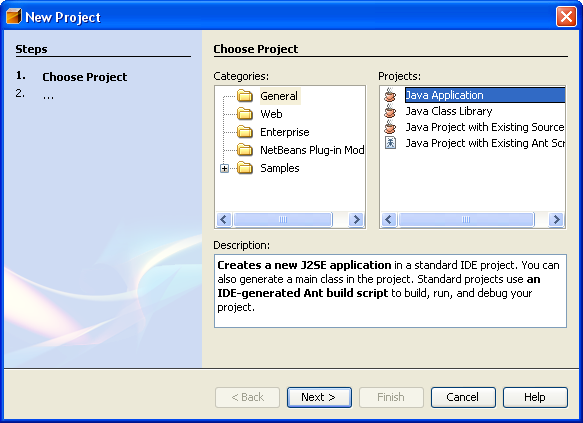 New Project
Steps
1. Choose Project
2. ...
Choose Project
Categories:
General
Web
Enterprise
NetBeans Plug-in Mod
Samples
Projects:
Java Application
Java Class Library
Java Project with Existing Source
Java Project with Existing Ant Scr
Description:
Creates a new J2SE application in a standard IDE project. You can
also generate a main class in the project. Standard projects use an
IDE-generated Ant build script to build, run, and debug your
project.
< Back
Next >
Finish
Cancel
Help